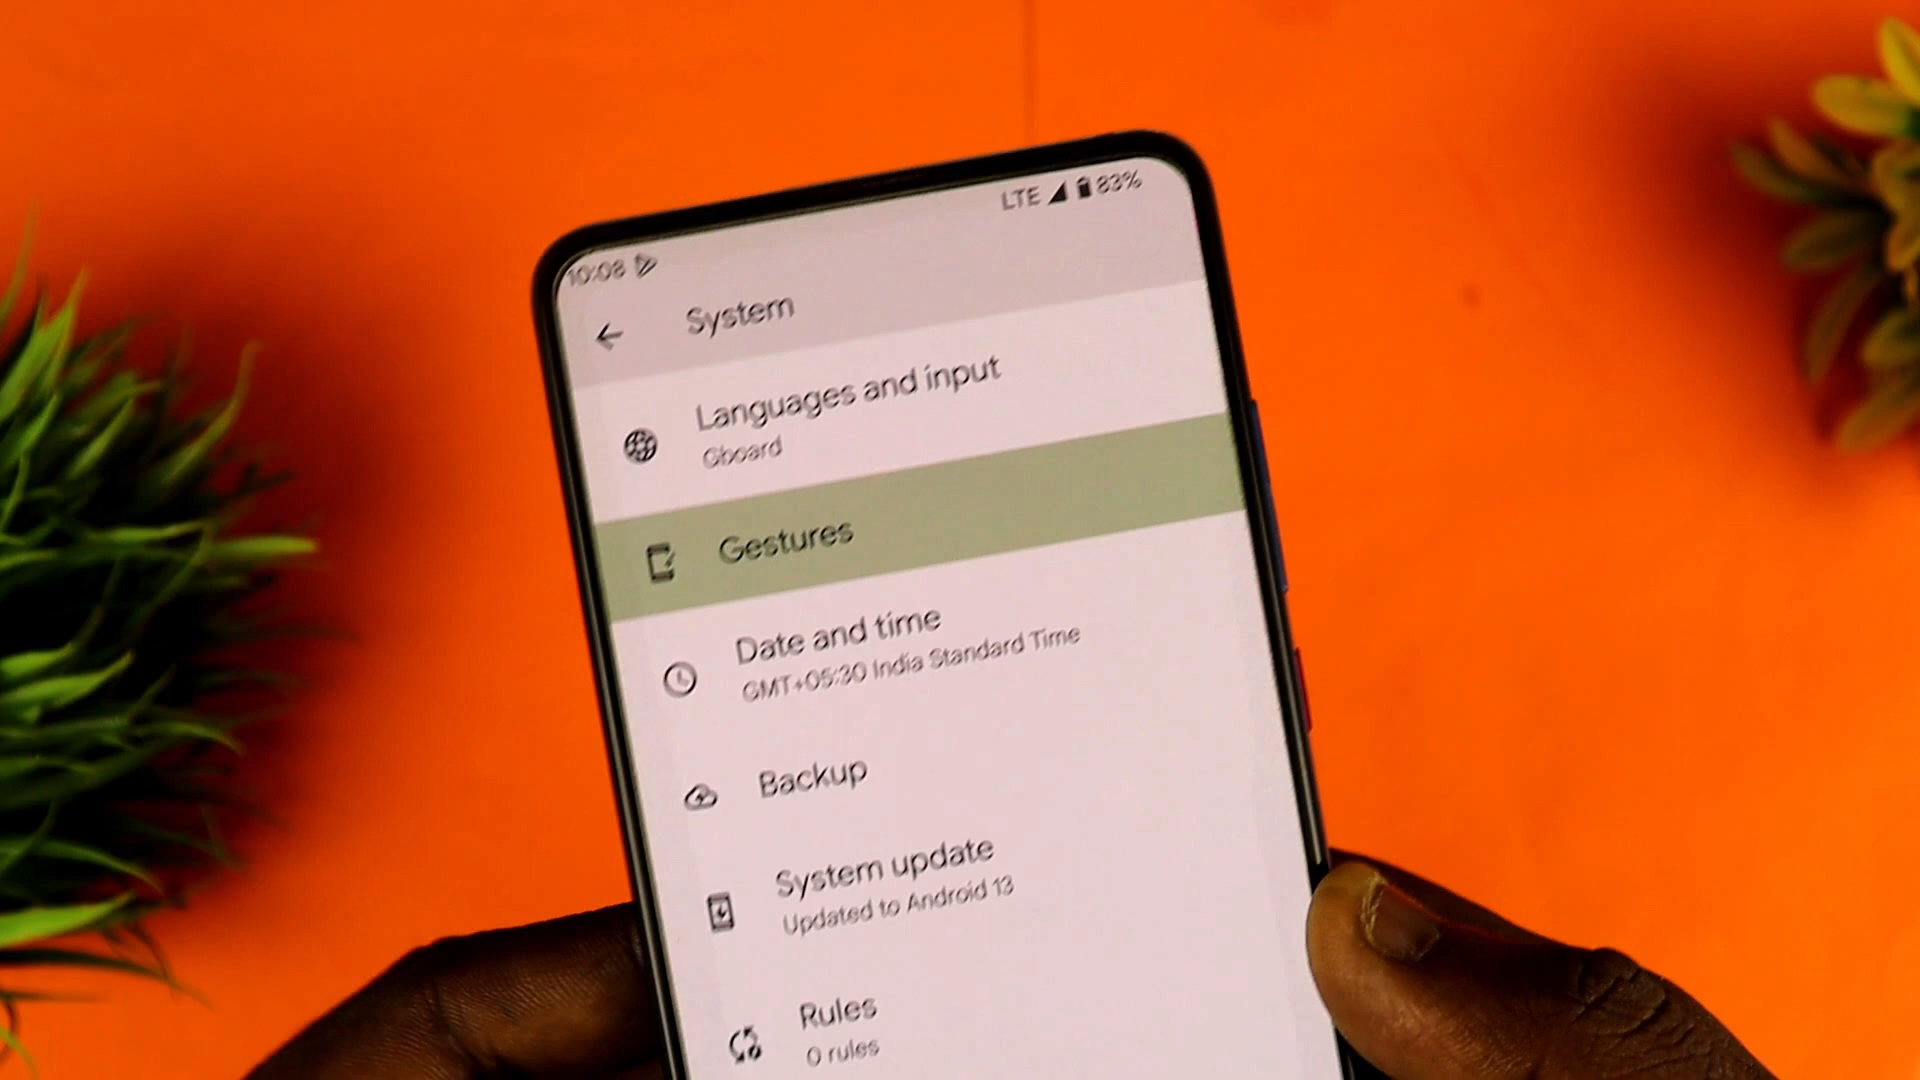 LTE 83%
10:08
System
Languages and input
Gboard
Gestures
Date and time
GMT+05:30 India Standard Time
Backup
System update
Updated to Android 13
Rules
0 rules